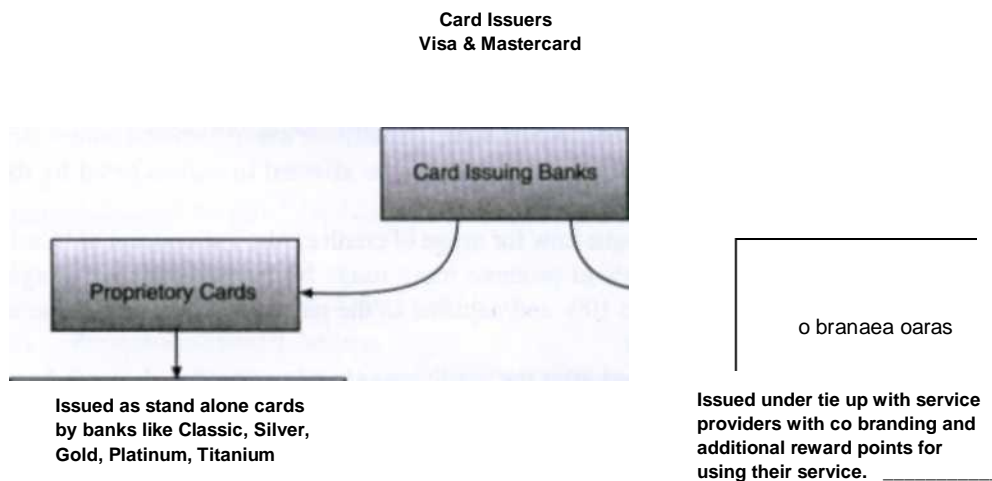 Card Issuers
Visa & Mastercard
Card Issuing Banks
Proprietory Cards
o branaea oaras
Issued as stand alone cards
by banks like Classic, Silver,
Gold, Platinum, Titanium
Issued under tie up with service
providers with co branding and
additional reward points for
using their service.